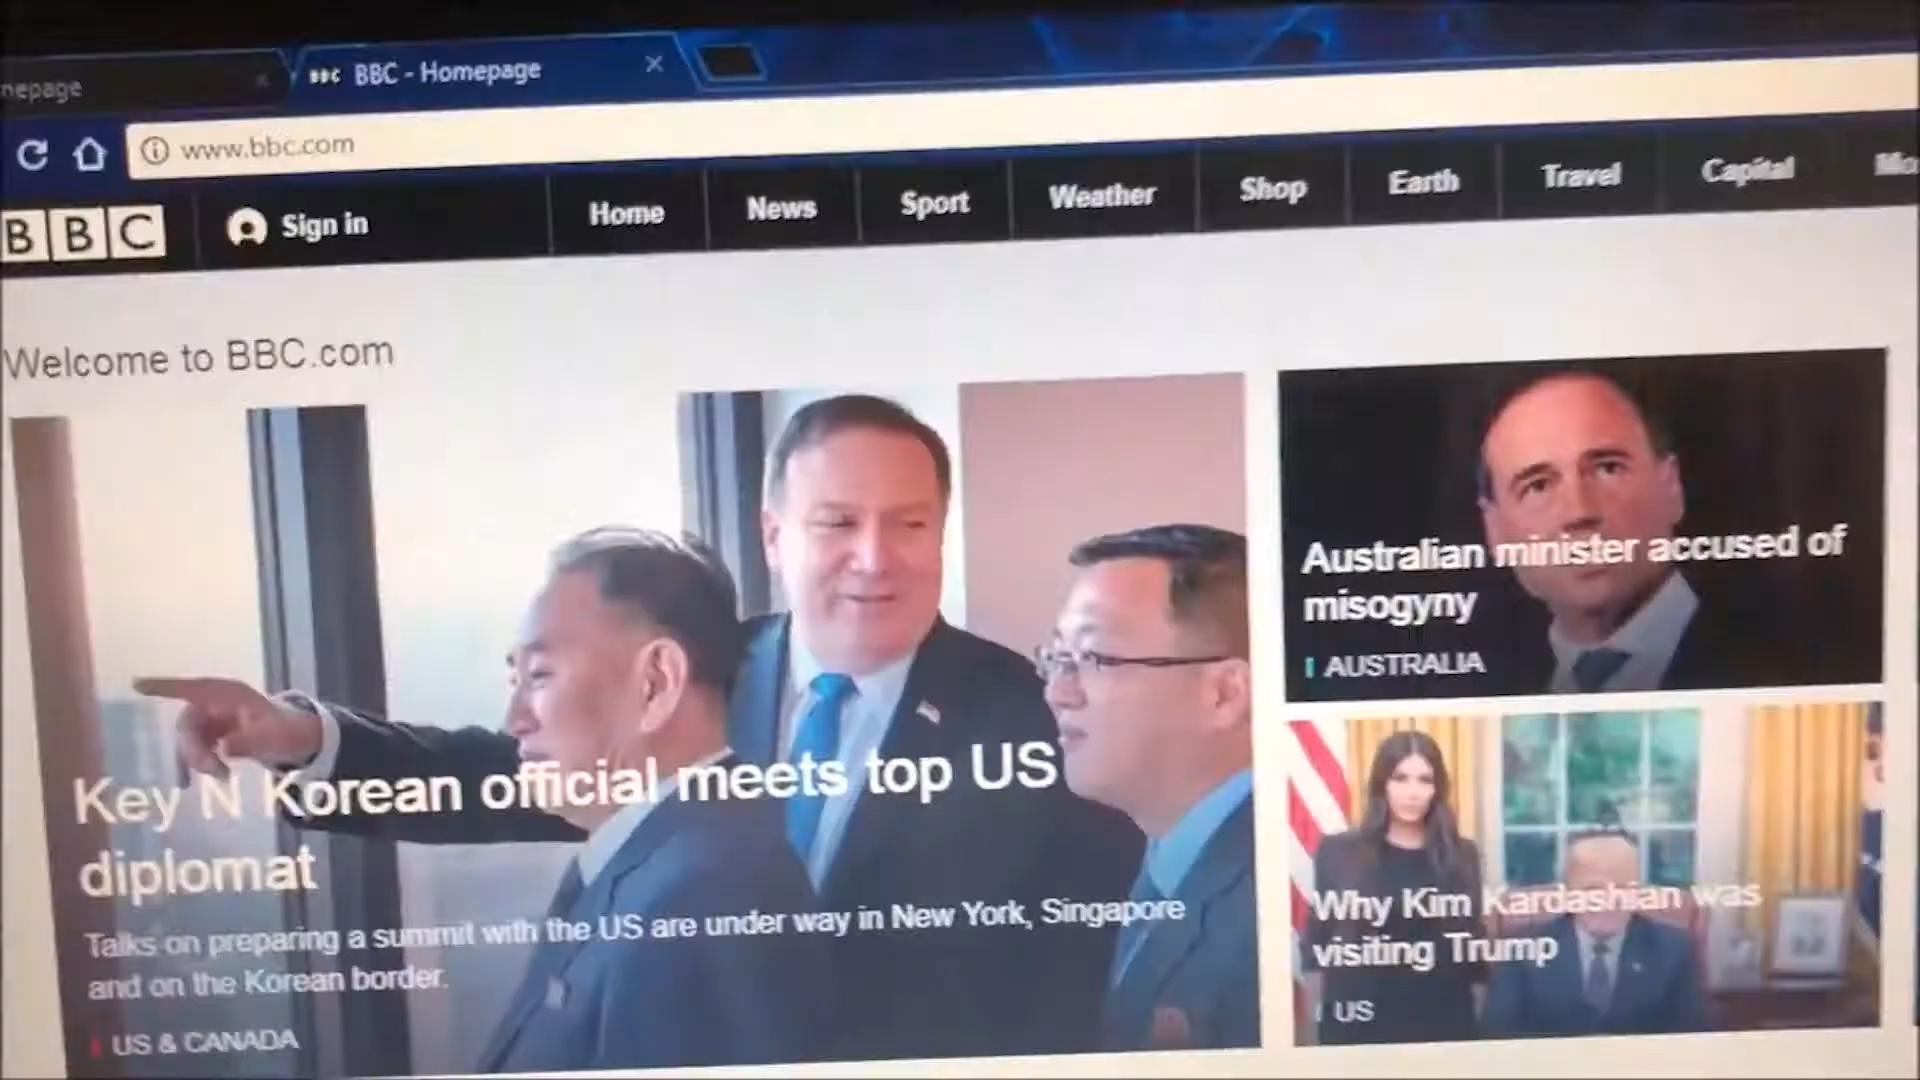 nepage
BBC BBC - Homepage
www.bbc.com
BBC
Sign in
Home
News
Sport
Weather
Shop
Earth
Travel
Capital
Welcome to BBC.com
Key N Korean official meets top US
diplomat
Talks on preparing a summit with the US are under way in New York, Singapore
and on the Korean border.
US & CANADA
Australian minister accused of
misogyny
AUSTRALIA
Why Kim Kardashian was
visiting Trump
US